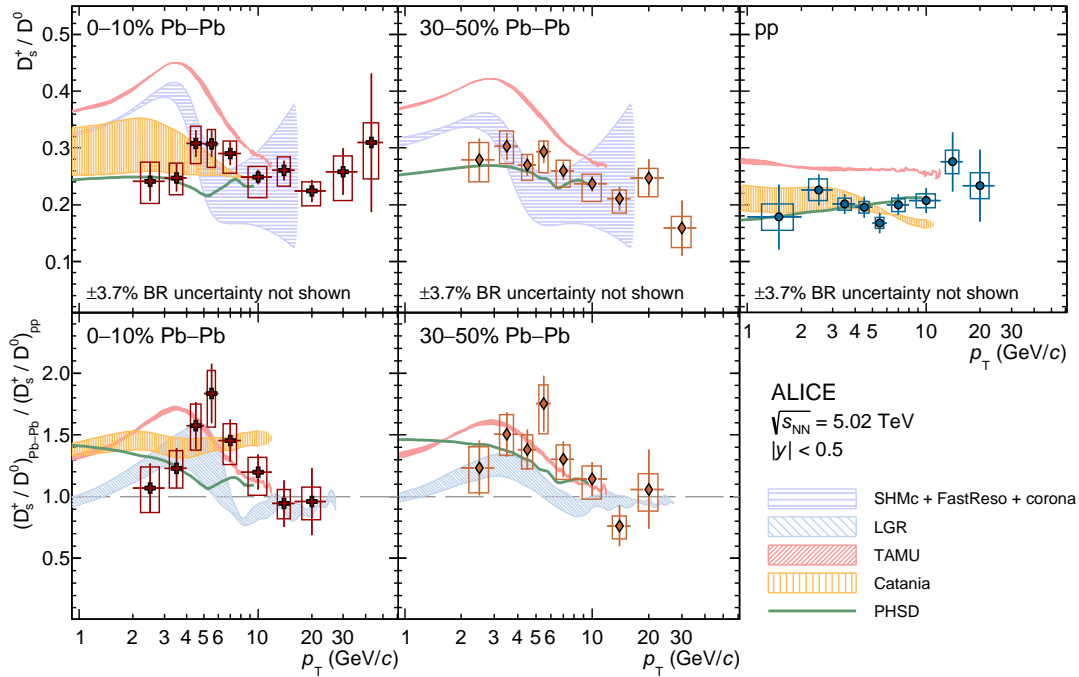 0–10% Pb–Pb
30–50% Pb–Pb
pp
D_s^+ / D^0
0.5
0.4
0.3
0.2
0.1
±3.7% BR uncertainty not shown
±3.7% BR uncertainty not shown
±3.7% BR uncertainty not shown
1 2 3 4 5 6 10 20 30
p_T (GeV/c)
0–10% Pb–Pb
30–50% Pb–Pb
(D_s^+ / D^0)_Pb–Pb / (D_s^+ / D^0)_pp
2.0
1.5
1.0
0.5
1 2 3 4 5 6 10 20 30
p_T (GeV/c)
1 2 3 4 5 6 10 20 30
p_T (GeV/c)
ALICE
√s_NN = 5.02 TeV
|y| < 0.5
SHMc + FastReso + corona
LGR
TAMU
Catania
PHSD